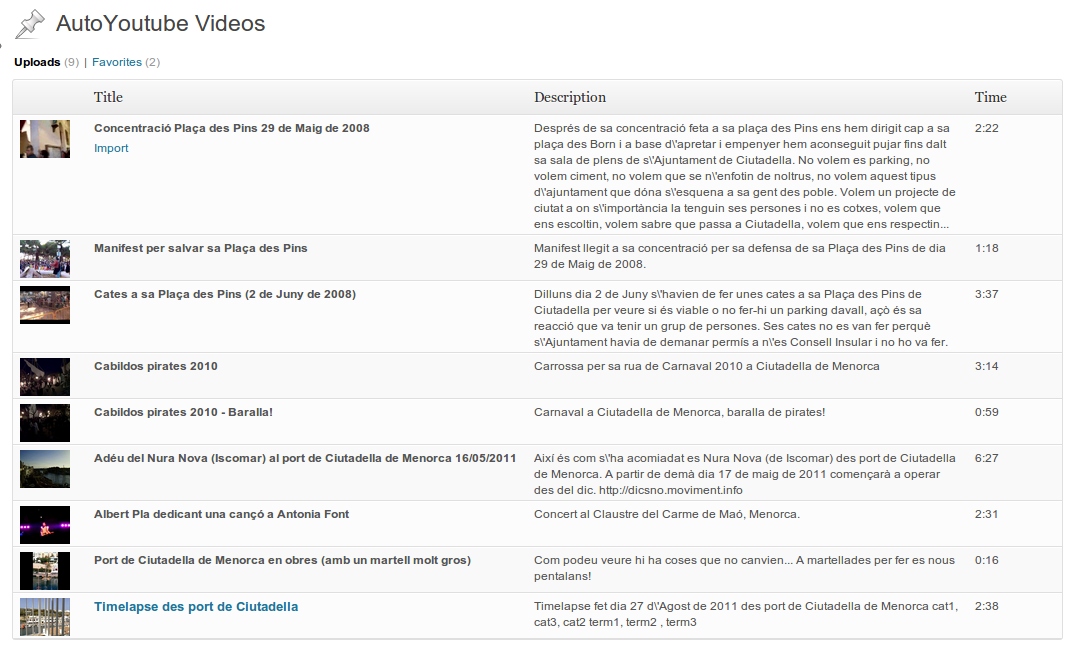 AutoYoutube Videos
Uploads (9) | Favorites (2)
Title Description Time
Concentració Plaça des Pins 29 de Maig de 2008
Import
Després de sa concentració feta a sa plaça des Pins ens hem dirigit cap a sa
plaça des Born i a base d\'apretar i empenyer hem aconseguit pujar fins dalt
sa sala de plens de s\'Ajuntament de Ciutadella. No volem es parking, no
volem ciment, no volem que se n\'enfotin de noltrus, no volem aquest tipus
d\'ajuntament que dóna s\'esquena a sa gent des poble. Volem un projecte de
ciutat a on s\'importància la tenguin ses persones i no es cotxes, volem que
ens escoltin, volem sabre que passa a Ciutadella, volem que ens respectin...
2:22
Manifest per salvar sa Plaça des Pins
Manifest llegit a sa concentració per sa defensa de sa Plaça des Pins de dia
29 de Maig de 2008.
1:18
Cates a sa Plaça des Pins (2 de Juny de 2008)
Dilluns dia 2 de Juny s\'havien de fer unes cates a sa Plaça des Pins de
Ciutadella per veure si és viable o no fer-hi un parking davall, açò és sa
reacció que va tenir un grup de persones. Ses cates no es van fer perquè
s\'Ajuntament havia de demanar permís a n\'es Consell Insular i no ho va fer.
3:37
Cabildos pirates 2010
Carrossa per sa rua de Carnaval 2010 a Ciutadella de Menorca
3:14
Cabildos pirates 2010 - Baralla!
Carnaval a Ciutadella de Menorca, baralla de pirates!
0:59
Adéu del Nura Nova (Iscomar) al port de Ciutadella de Menorca 16/05/2011
Així és com s\'ha acomiadat es Nura Nova (de Iscomar) des port de Ciutadella
de Menorca. A partir de demà dia 17 de maig de 2011 començarà a operar
des del dic. http://dicsno.moviment.info
6:27
Albert Pla dedicant una cançó a Antonia Font
Concert al Claustre del Carme de Maó, Menorca.
2:31
Port de Ciutadella de Menorca en obres (amb un martell molt gros)
Com podeu veure hi ha coses que no canvien... A martellades per fer es nous
pentalans!
0:16
Timelapse des port de Ciutadella
Timelapse fet dia 27 d\'Agost de 2011 des port de Ciutadella de Menorca cat1,
cat3, cat2 term1, term2 , term3
2:38